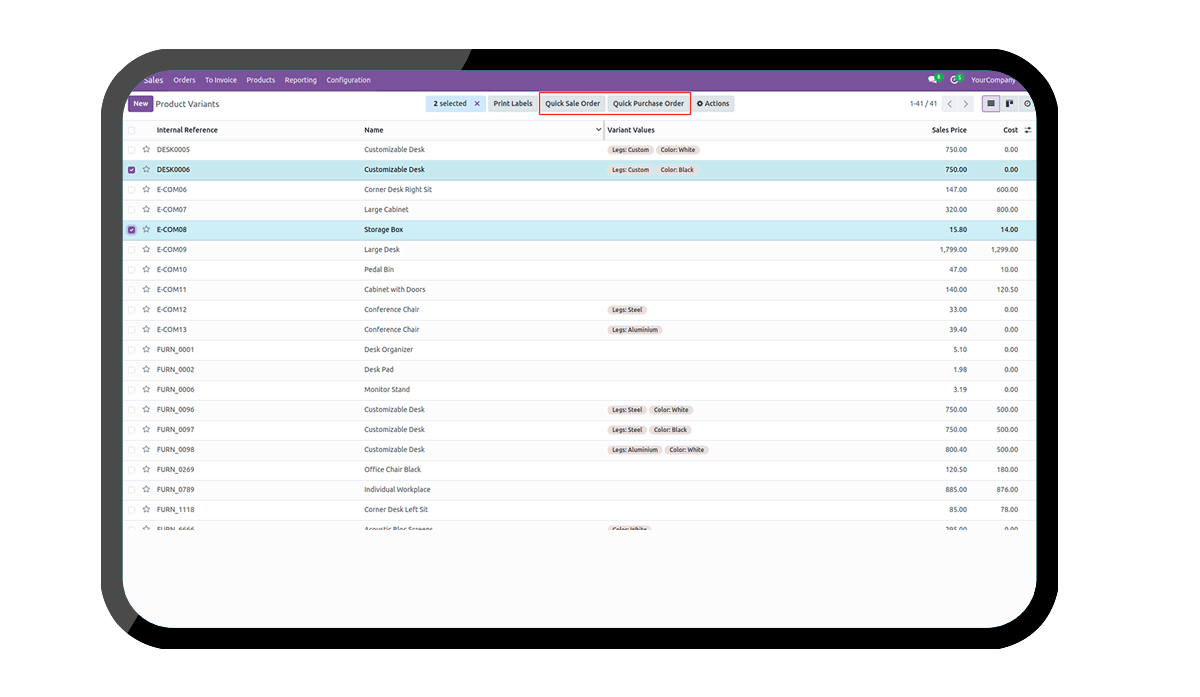 Sales Orders To Invoice Products Reporting Configuration 8 5 YourCompany
New Product Variants 2 selected × Print Labels Quick Sale Order Quick Purchase Order Actions 1-41 / 41
Internal Reference Name Variant Values Sales Price Cost
DESK0005 Customizable Desk Legs: Custom Color: White 750.00 0.00
DESK0006 Customizable Desk Legs: Custom Color: Black 750.00 0.00
E-COM06 Corner Desk Right Sit 147.00 600.00
E-COM07 Large Cabinet 320.00 800.00
E-COM08 Storage Box 15.80 14.00
E-COM09 Large Desk 1,799.00 1,299.00
E-COM10 Pedal Bin 47.00 10.00
E-COM11 Cabinet with Doors 140.00 120.50
E-COM12 Conference Chair Legs: Steel 33.00 0.00
E-COM13 Conference Chair Legs: Aluminium 39.40 0.00
FURN_0001 Desk Organizer 5.10 0.00
FURN_0002 Desk Pad 1.98 0.00
FURN_0006 Monitor Stand 3.19 0.00
FURN_0096 Customizable Desk Legs: Steel Color: White 750.00 500.00
FURN_0097 Customizable Desk Legs: Steel Color: Black 750.00 500.00
FURN_0098 Customizable Desk Legs: Aluminium Color: White 800.40 500.00
FURN_0269 Office Chair Black 120.50 180.00
FURN_0789 Individual Workplace 885.00 876.00
FURN_1118 Corner Desk Left Sit 85.00 78.00
FURN_6666 Acoustic Bloc Screens Color: White 295.00 0.00